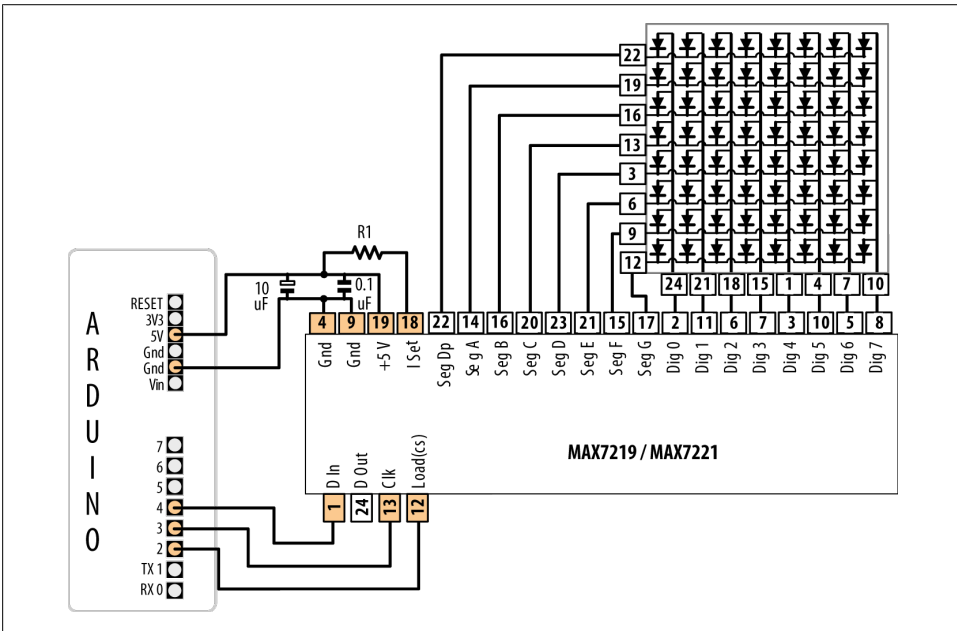 22
19
16
13
3
6
9
12
24 21 18 15 1 4 7 10
R1
10 uF
0.1 uF
ARDUINO
RESET
3V3
5V
Gnd
Gnd
Vin
7
6
5
4
3
2
TX 1
RX 0
4 9 19 18 22 14 16 20 23 21 15 17 2 11 6 7 3 10 5 8
Gnd Gnd +5 V I Set Seg Dp Seg A Seg B Seg C Seg D Seg E Seg F Seg G Dig 0 Dig 1 Dig 2 Dig 3 Dig 4 Dig 5 Dig 6 Dig 7
MAX7219 / MAX7221
D In D Out Clk Load(cs)
1 24 13 12